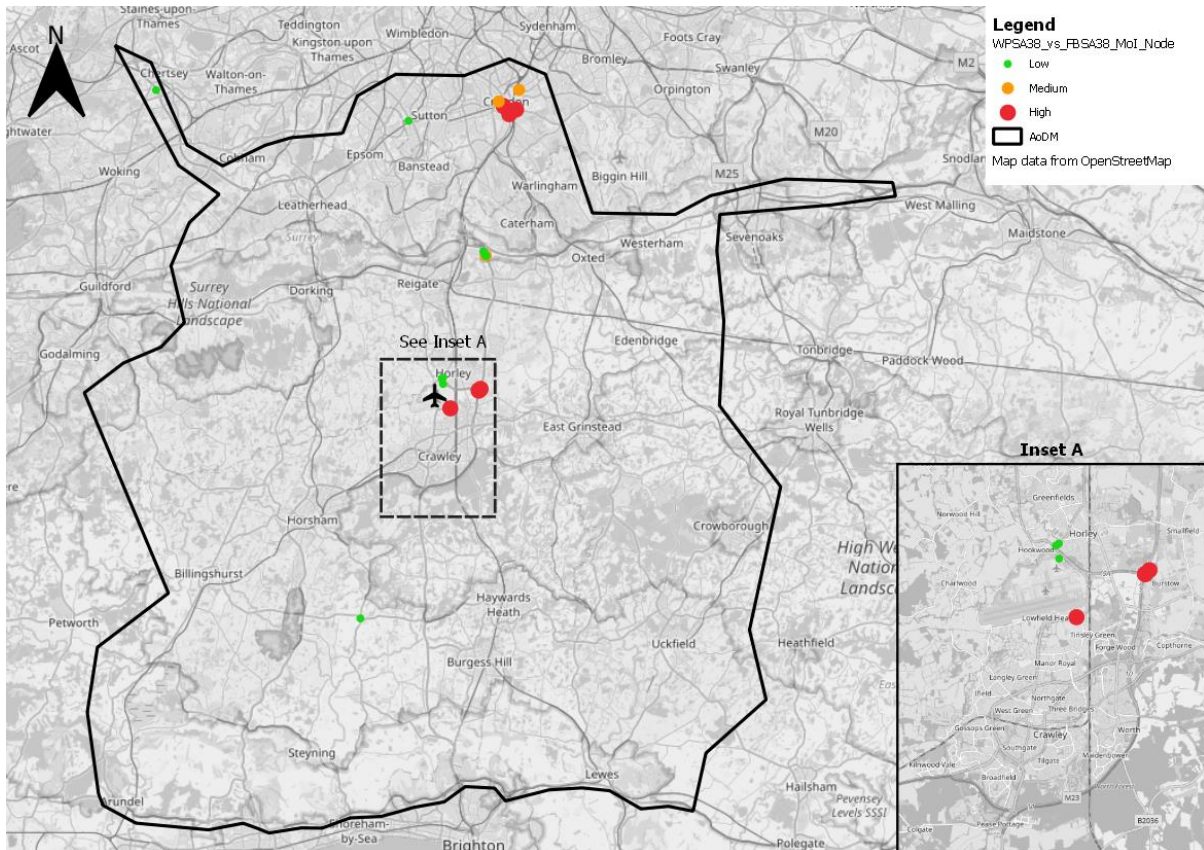 Staines-upon-
Thames
Teddington
Wimbledon
Sydenham
Ascot
Kingston upon
Thames
Bromley
Foots Cray
N
Chertsey
Walton-on-
Thames
Orpington
Swanley
M2
Sutton
M20
Cobham
Epsom
Banstead
M25
Snodland
Woking
Biggin Hill
Warlingham
Leatherhead
Caterham
West Malling
Surrey
Westerham
Sevenoaks
Maidstone
Oxted
Guildford
Reigate
Dorking
Surrey
Hills National
Landscape
See Inset A
Edenbridge
Godalming
Tonbridge
Paddock Wood
Horley
Royal Tunbridge
Wells
East Grinstead
Crawley
Horsham
Crowborough
Billingshurst
Haywards
Heath
Petworth
Uckfield
Heathfield
Burgess Hill
Steyning
Lewes
Hailsham
Arundel
Pevensey
Levels SSSI
Shoreham-
by-Sea
Brighton
Polegate
Legend
WPSA38_vs_FBSA38_MoI_Node
Low
Medium
High
AoDM
Map data from OpenStreetMap
Inset A
Greenfields
Norwood Hill
Smallfield
Horley
Hookwood
Charlwood
Burstow
Lowfield Hea
Tinsley Green
Forge Wood
Copthorne
Manor Royal
Langley Green
Ifield
Northgate
West Green
Three Bridges
Gossops Green
Worth
Crawley
Southgate
Maidenbower
Kilnwood Vale
Tilgate
Broadfield
M23
Pease Pottage
B2036
Colgate